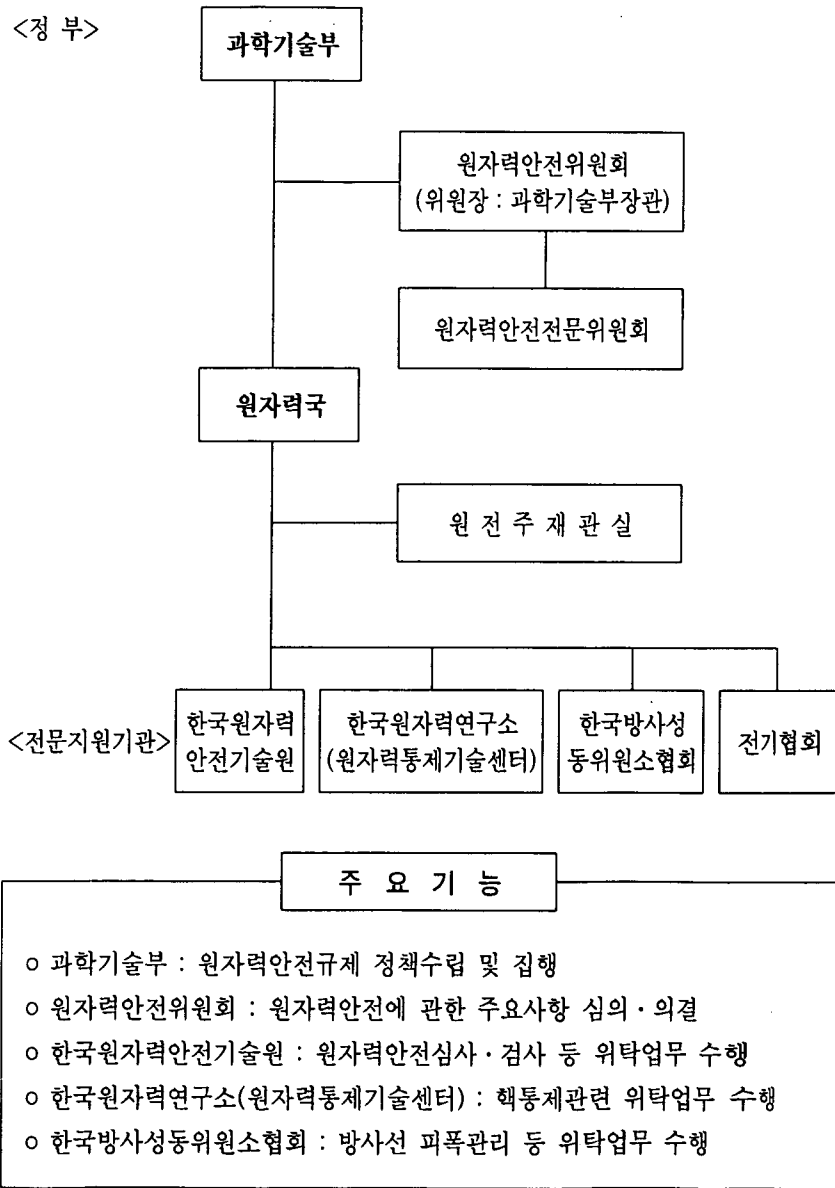 <정 부>
과학기술부
원자력안전위원회
(위원장 : 과학기술부장관)
원자력안전전문위원회
원자력국
원 전 주 재 관 실
<전문지원기관>
한국원자력
안전기술원
한국원자력연구소
(원자력통제기술센터)
한국방사성
동위원소협회
전기협회
주 요 기 능
o 과학기술부 : 원자력안전규제 정책수립 및 집행
o 원자력안전위원회 : 원자력안전에 관한 주요사항 심의·의결
o 한국원자력안전기술원 : 원자력안전심사·검사 등 위탁업무 수행
o 한국원자력연구소(원자력통제기술센터) : 핵통제관련 위탁업무 수행
o 한국방사성동위원소협회 : 방사선 피폭관리 등 위탁업무 수행